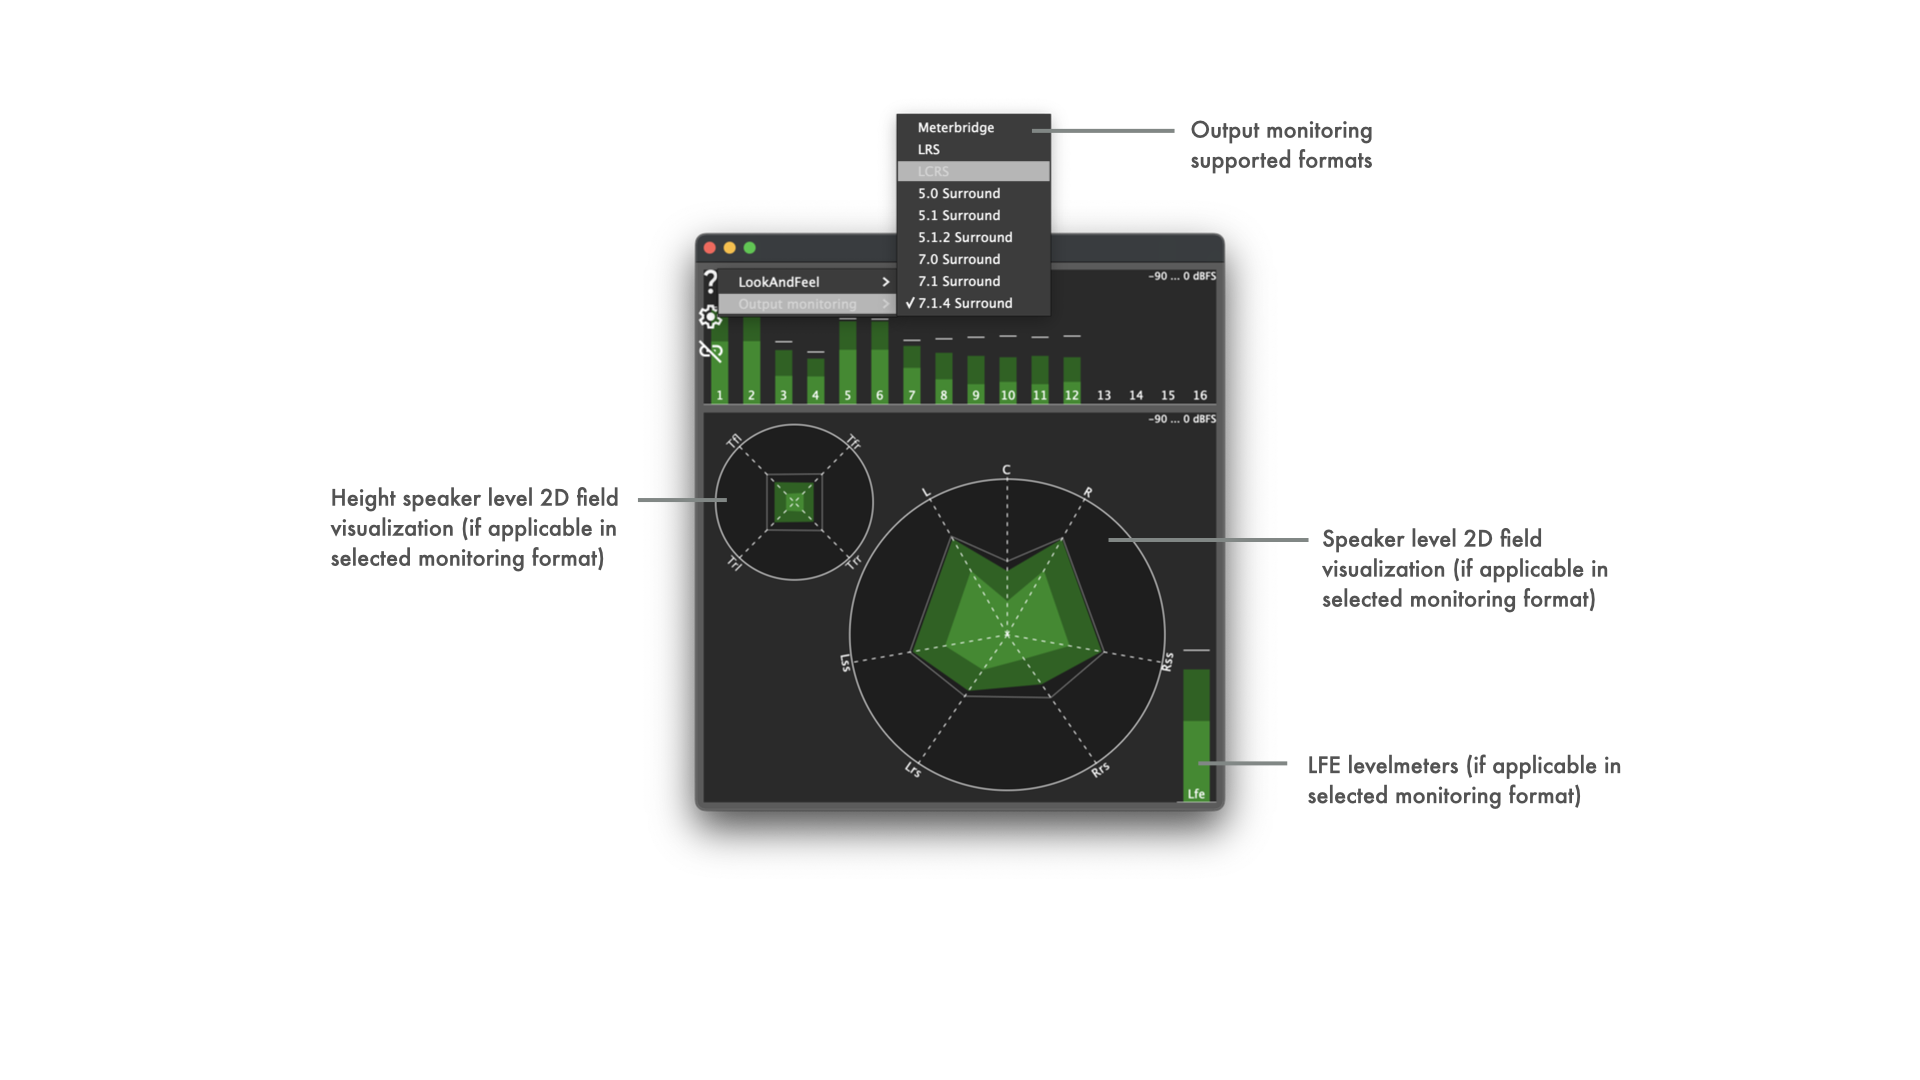 Meterbridge
LRS
LCRS
5.0 Surround
5.1 Surround
5.1.2 Surround
7.0 Surround
7.1 Surround
✓ 7.1.4 Surround
Output monitoring
supported formats
?
LookAndFeel >
Output monitoring >
-90 ... 0 dBFS
1 2 3 4 5 6 7 8 9 10 11 12 13 14 15 16
-90 ... 0 dBFS
Tfl
Tfr
Trl
Trr
Height speaker level 2D field
visualization (if applicable in
selected monitoring format)
C
L
R
Lss
Rss
Lrs
Rrs
Speaker level 2D field
visualization (if applicable in
selected monitoring format)
Lfe
LFE levelmeters (if applicable in
selected monitoring format)